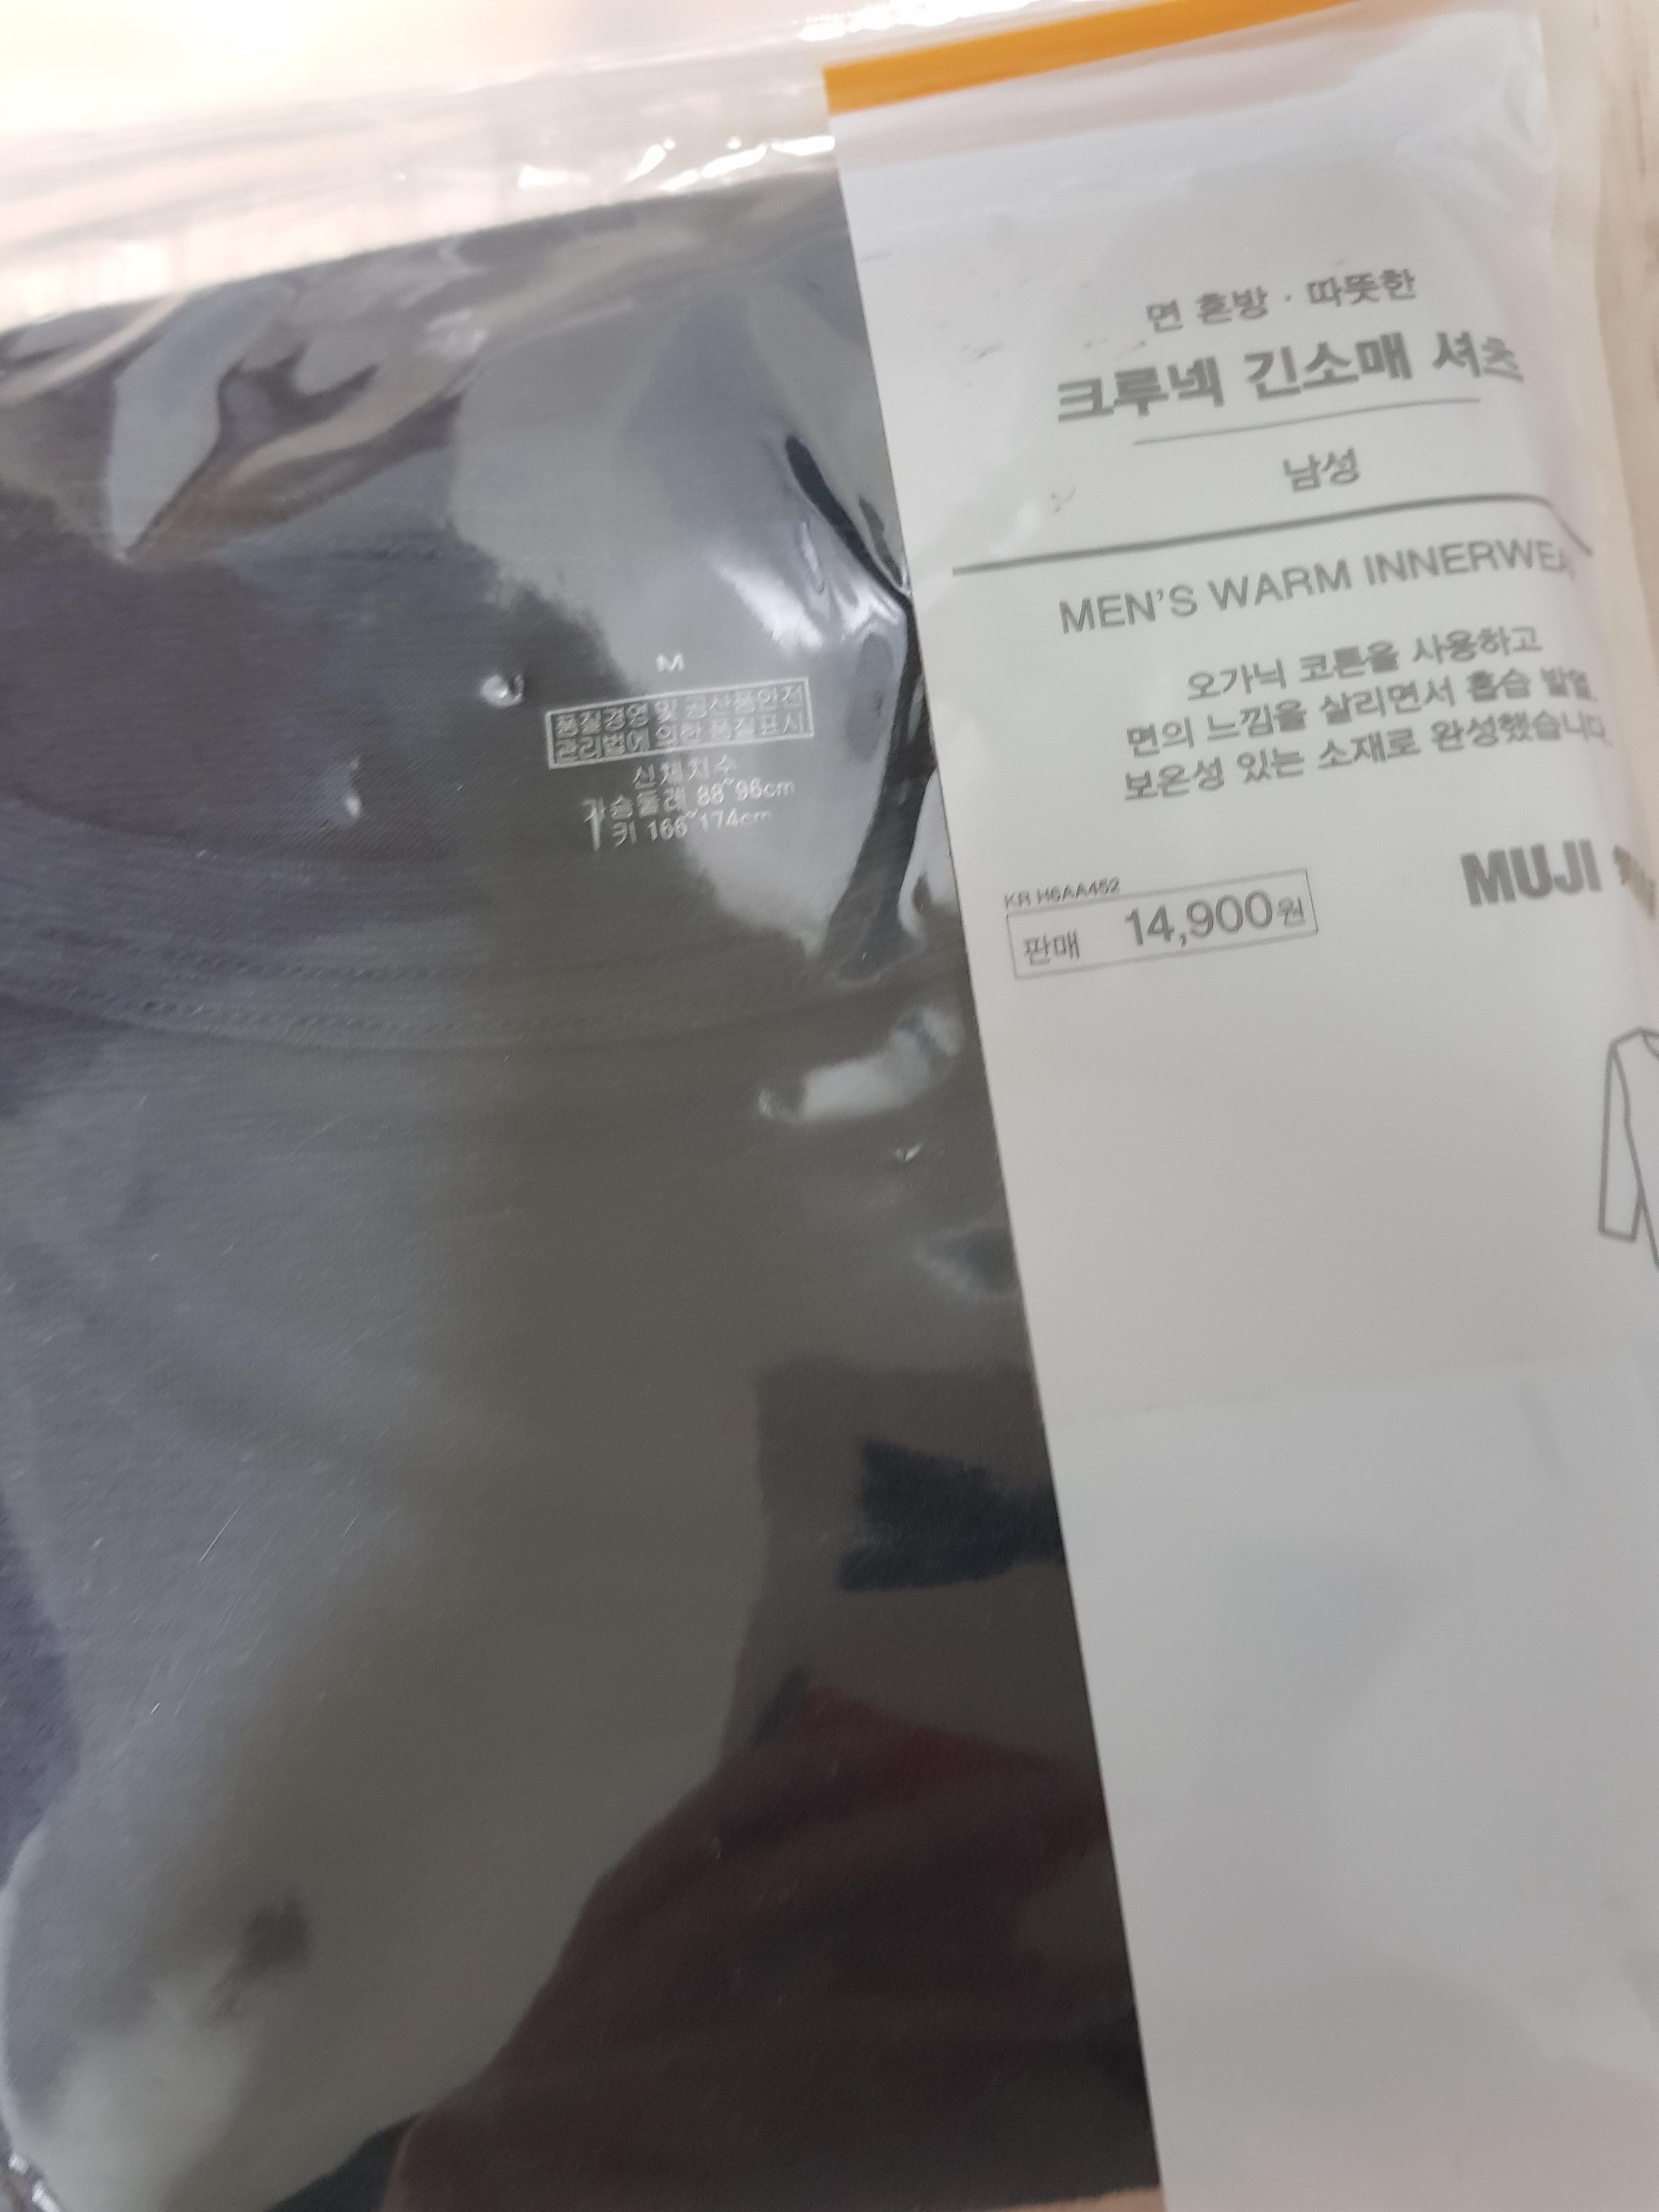 면 혼방 · 따뜻한
크루넥 긴소매 셔츠
남성
MEN'S WARM INNERWEA
오가닉 코튼을 사용하고
면의 느낌을 살리면서 흡습 발열,
보온성 있는 소재로 완성했습니다.
MUJI
KR H6AA452
판매 14,900원
M
품질경영 및 공산품안전
관리법에 의한 품질표시
신체치수
가슴둘레 88~96cm
키 166~174cm